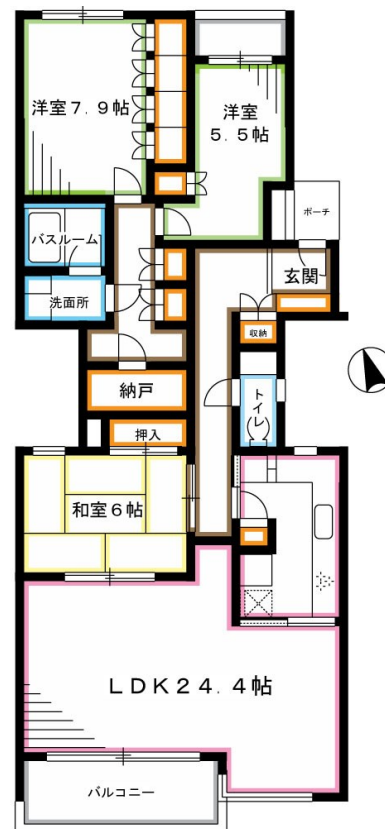 洋室7.9帖
洋室
5.5帖
バスルーム
ポーチ
玄関
洗面所
収納
納戸
トイレ
押入
和室6帖
LDK24.4帖
バルコニー